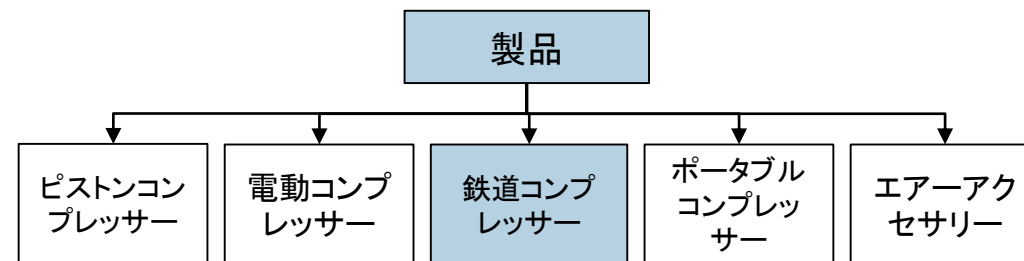 製品
ピストンコン
プレッサー
電動コンプ
レッサー
鉄道コンプ
レッサー
ポータブル
コンプレッ
サー
エアーアク
セサリー